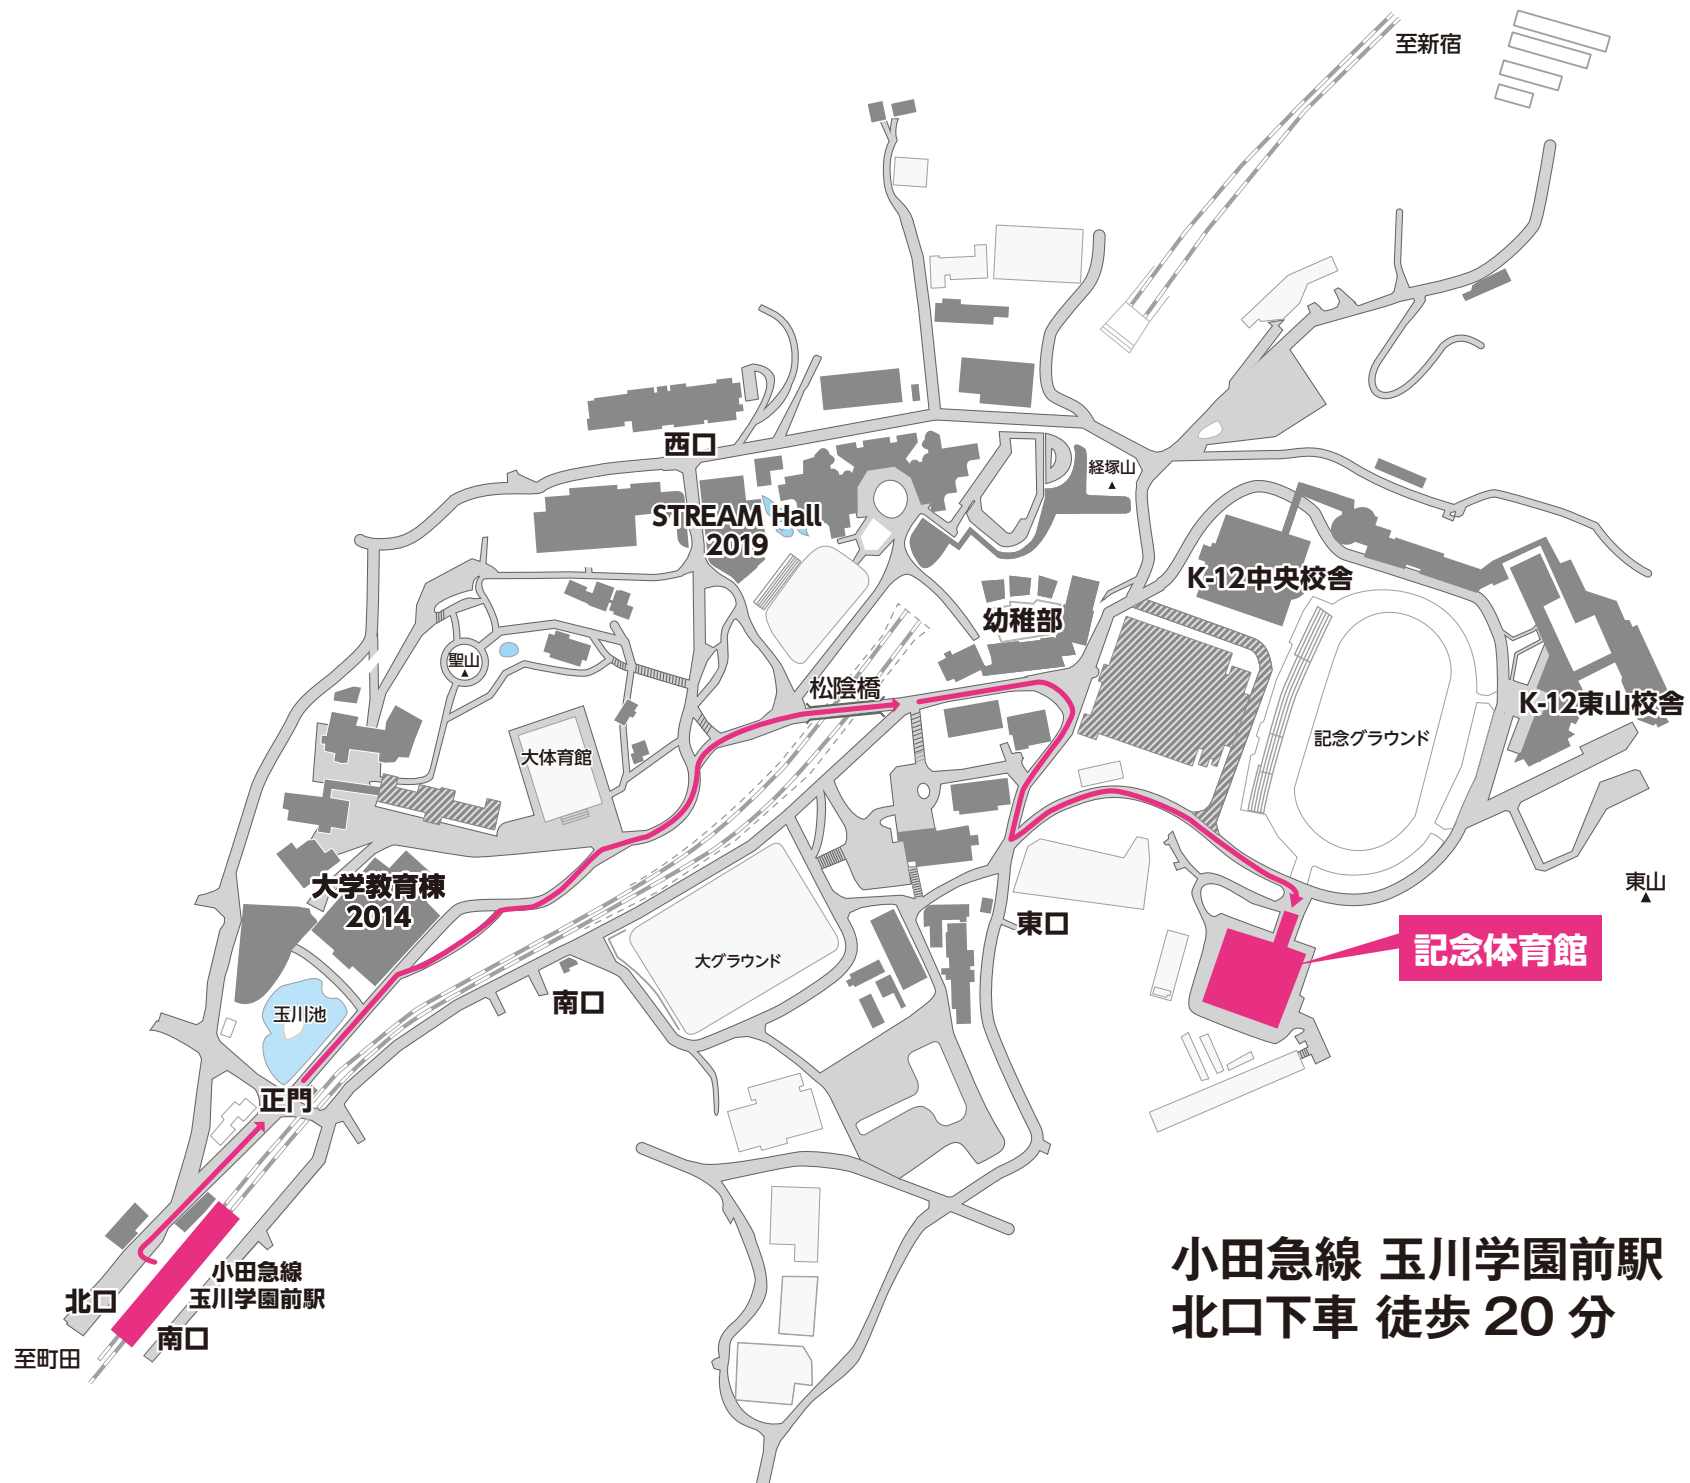 至新宿
西口
経塚山
STREAM Hall
2019
K-12中央校舎
幼稚部
聖山
松陰橋
K-12東山校舎
記念グラウンド
大体育館
大学教育棟
2014
東山
東口
記念体育館
大グラウンド
南口
玉川池
正門
小田急線
玉川学園前駅
北口
南口
至町田
小田急線 玉川学園前駅
北口下車 徒歩 20 分